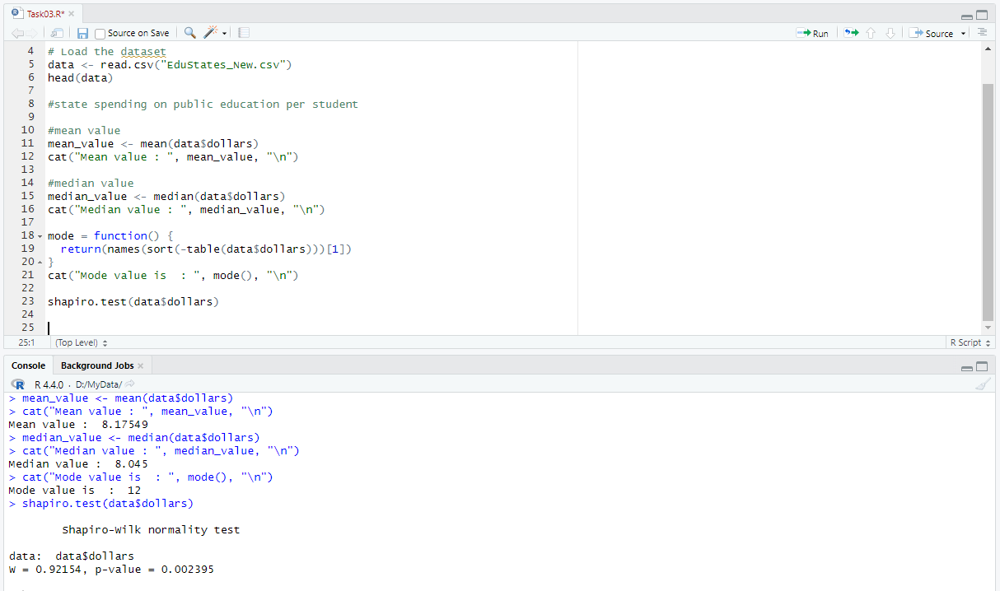 Task03.R*
Source on Save
Run
Source
4 # Load the dataset
5 data <- read.csv("EduStates_New.csv")
6 head(data)
7
8 #state spending on public education per student
9
10 #mean value
11 mean_value <- mean(data$dollars)
12 cat("Mean value : ", mean_value, "\n")
13
14 #median value
15 median_value <- median(data$dollars)
16 cat("Median value : ", median_value, "\n")
17
18 mode = function() {
19 return(names(sort(-table(data$dollars)))[1])
20 }
21 cat("Mode value is  : ", mode(), "\n")
22
23 shapiro.test(data$dollars)
24
25
25:1 (Top Level) R Script
Console Background Jobs
R R 4.4.0 · D:/MyData/
> mean_value <- mean(data$dollars)
> cat("Mean value : ", mean_value, "\n")
Mean value :  8.17549
> median_value <- median(data$dollars)
> cat("Median value : ", median_value, "\n")
Median value :  8.045
> cat("Mode value is  : ", mode(), "\n")
Mode value is  :  12
> shapiro.test(data$dollars)
Shapiro-Wilk normality test
data:  data$dollars
W = 0.92154, p-value = 0.002395